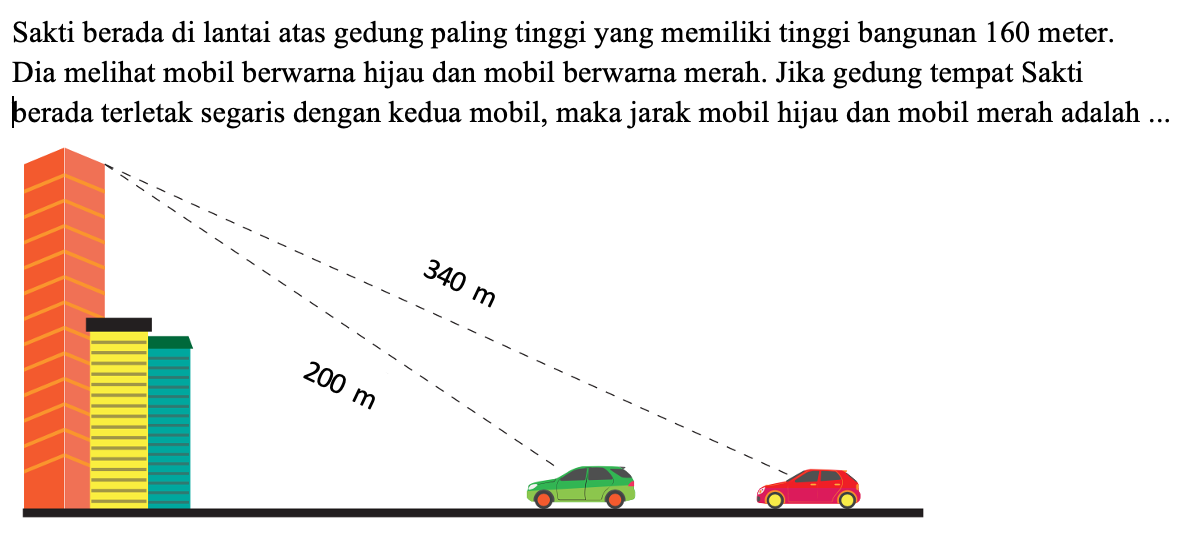 Sakti berada di lantai atas gedung paling tinggi yang memiliki tinggi bangunan 160 meter.
Dia melihat mobil berwarna hijau dan mobil berwarna merah. Jika gedung tempat Sakti
berada terletak segaris dengan kedua mobil, maka jarak mobil hijau dan mobil merah adalah ...
340 m
200 m